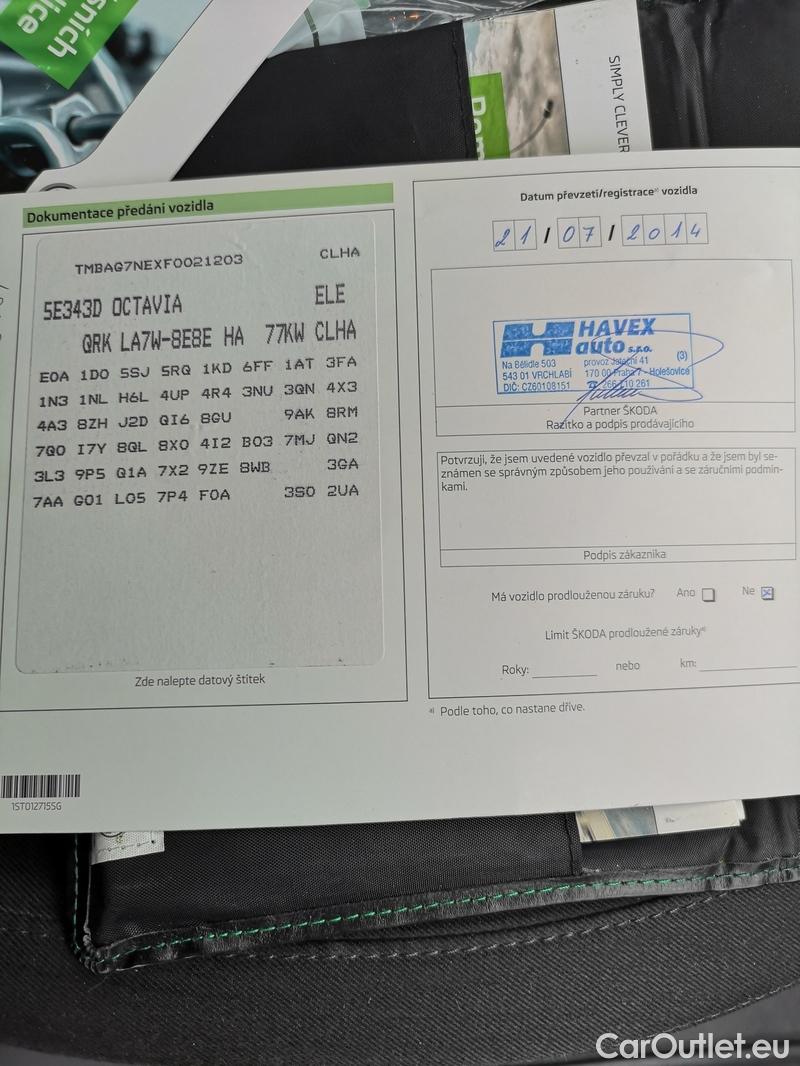 sních
lice
SIMPLY CLEVER
Dokumentace předání vozidla
TMBAG7NEXF0021203 CLHA
5E343D OCTAVIA ELE
QRK LA7W-8E8E HA 77KW CLHA
E0A 1D0 5SJ 5RQ 1KD 6FF 1AT 3FA
1N3 1NL H6L 4UP 4R4 3NU 3QN 4X3
4A3 8ZH J2D QI6 8GU 9AK 8RM
7Q0 I7Y 8QL 8X0 4I2 B03 7MJ QN2
3L3 9P5 Q1A 7X2 9ZE 8WB 3GA
7AA G01 L05 7P4 F0A 3S0 2UA
Zde nalepte datový štítek
1ST012715SG
Datum převzetí/registraceᵃ⁾ vozidla
21 / 07 / 2014
HAVEX
auto s.r.o.
Na Bělidle 503 provoz Jateční 41 (3)
543 01 VRCHLABÍ 170 00 Praha 7 - Holešovice
DIČ: CZ60108151 ☎ 266 110 261
Partner ŠKODA
Razítko a podpis prodávajícího
Potvrzuji, že jsem uvedené vozidlo převzal v pořádku a že jsem byl se-
známen se správným způsobem jeho používání a se záručními podmín-
kami.
Podpis zákazníka
Má vozidlo prodlouženou záruku? Ano Ne
Limit ŠKODA prodloužené zárukyᵃ⁾
Roky: nebo km:
ᵃ⁾ Podle toho, co nastane dříve.
CarOutlet.eu